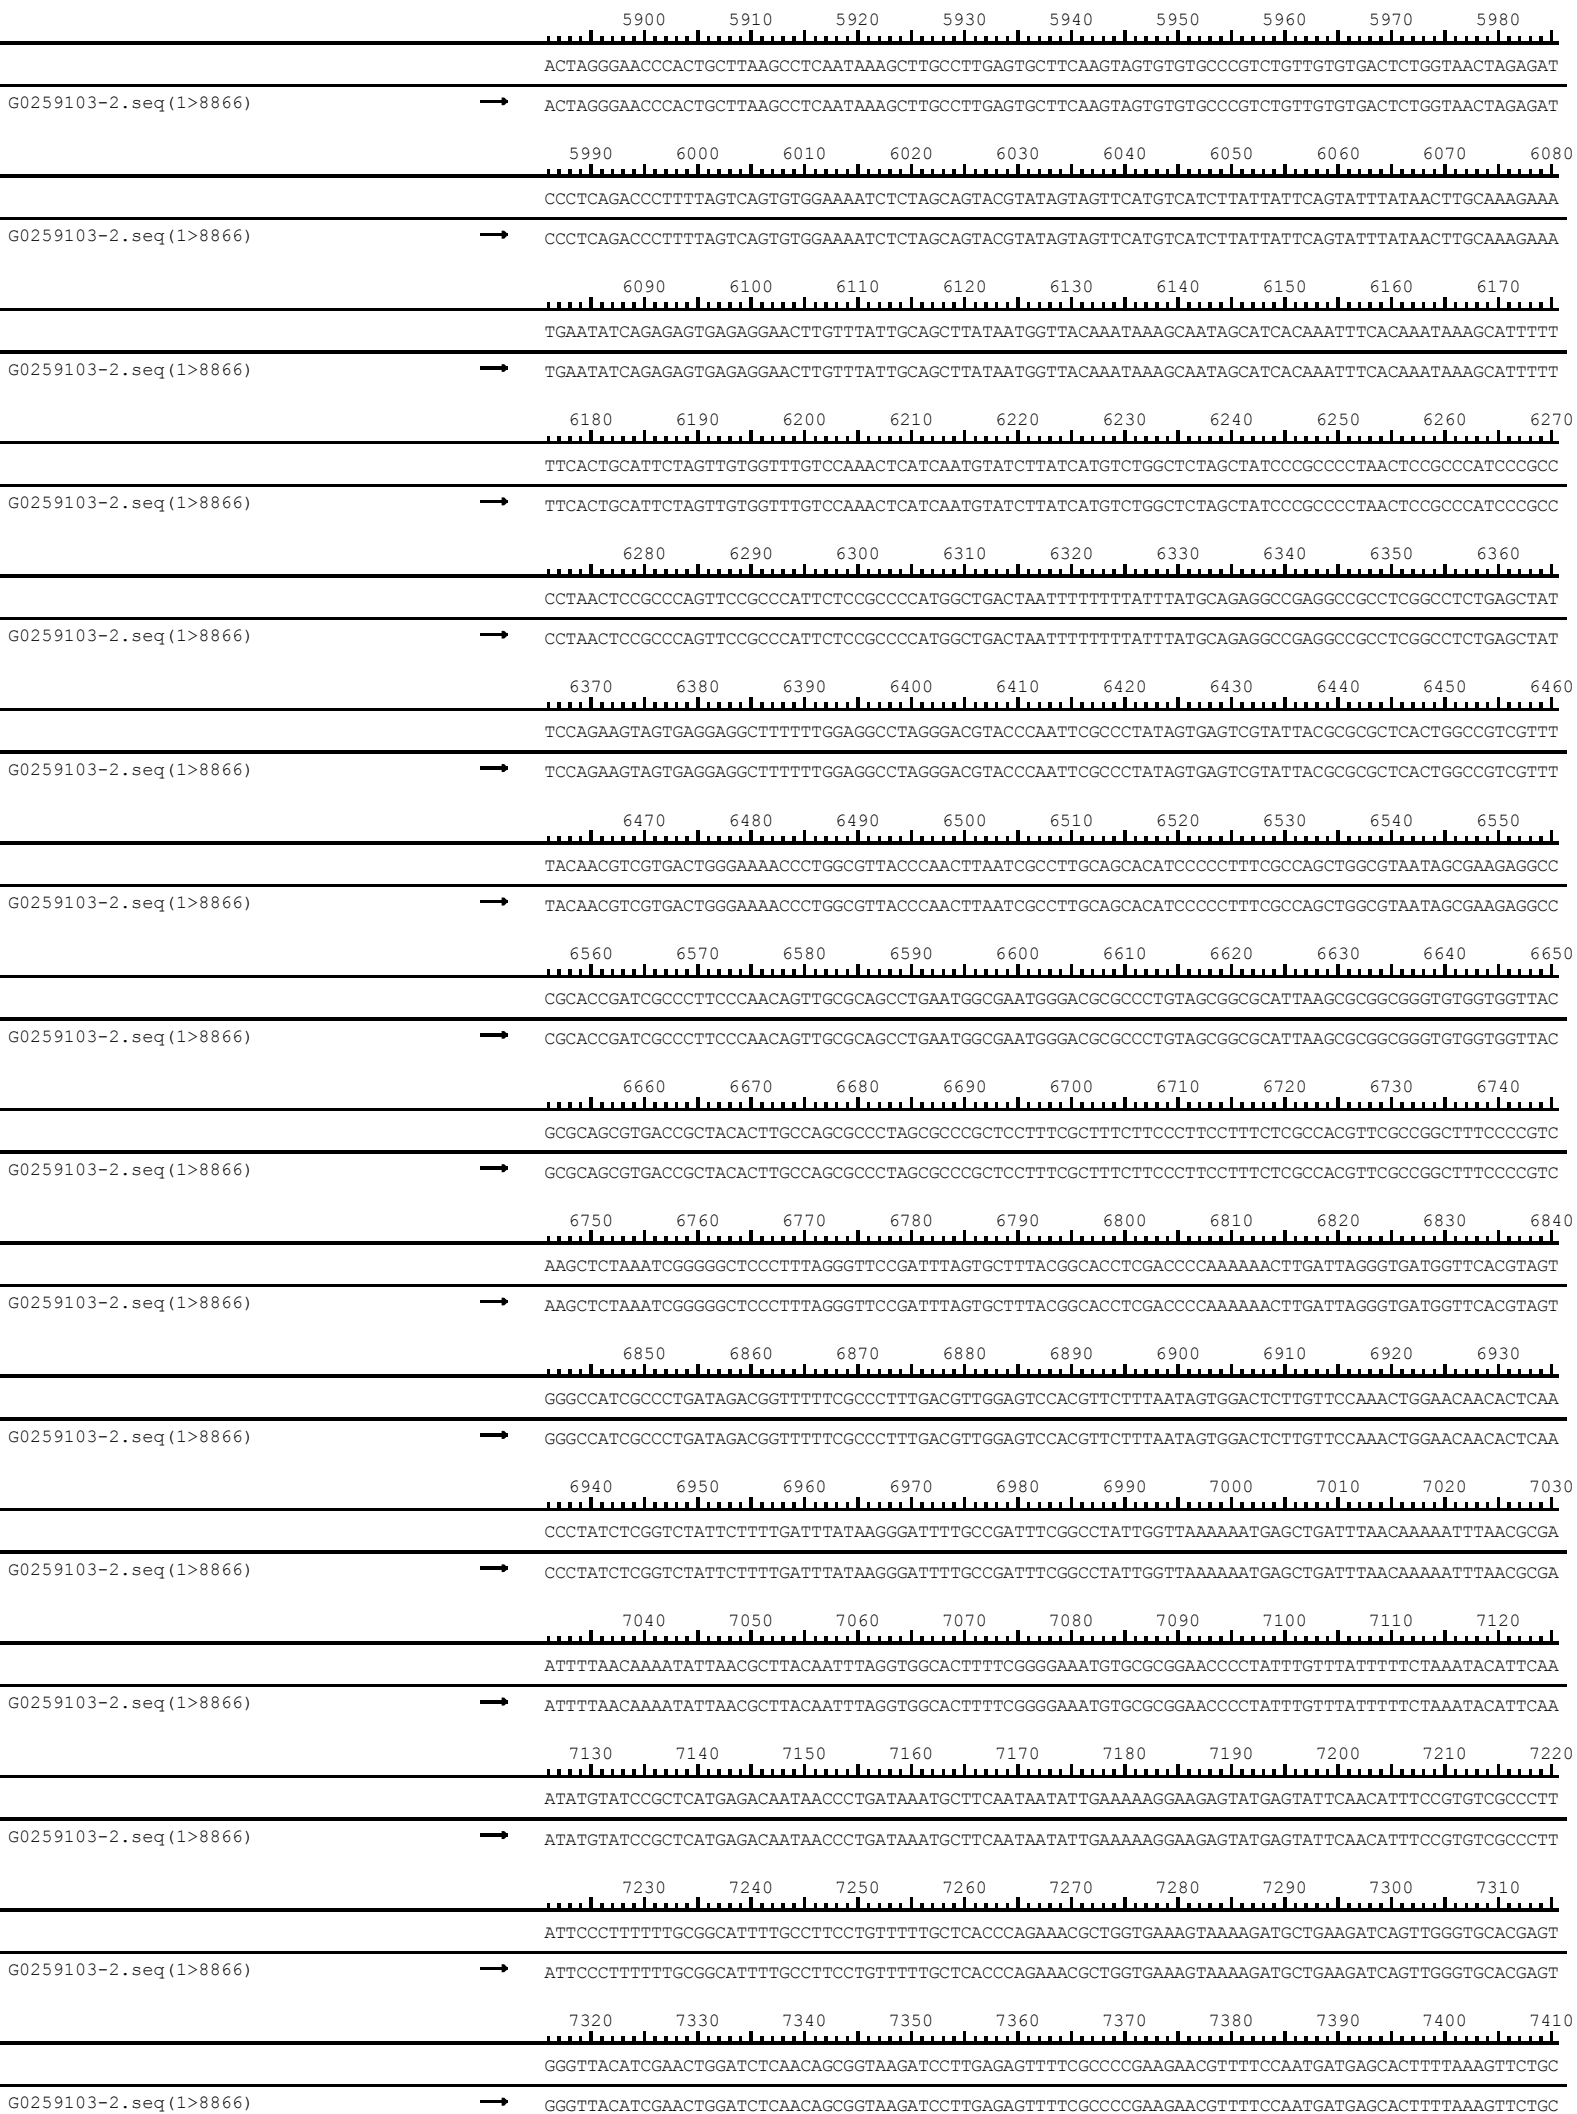 5900 5910 5920 5930 5940 5950 5960 5970 5980
ACTAGGGAACCCACTGCTTAAGCCTCAATAAAGCTTGCCTTGAGTGCTTCAAGTAGTGTGTGCCCGTCTGTTGTGTGACTCTGGTAACTAGAGAT
G0259103-2.seq(1>8866) → ACTAGGGAACCCACTGCTTAAGCCTCAATAAAGCTTGCCTTGAGTGCTTCAAGTAGTGTGTGCCCGTCTGTTGTGTGACTCTGGTAACTAGAGAT
5990 6000 6010 6020 6030 6040 6050 6060 6070 6080
CCCTCAGACCCTTTTAGTCAGTGTGGAAAATCTCTAGCAGTACGTATAGTAGTTCATGTCATCTTATTATTCAGTATTTATAACTTGCAAAGAAA
G0259103-2.seq(1>8866) → CCCTCAGACCCTTTTAGTCAGTGTGGAAAATCTCTAGCAGTACGTATAGTAGTTCATGTCATCTTATTATTCAGTATTTATAACTTGCAAAGAAA
6090 6100 6110 6120 6130 6140 6150 6160 6170
TGAATATCAGAGAGTGAGAGGAACTTGTTTATTGCAGCTTATAATGGTTACAAATAAAGCAATAGCATCACAAATTTCACAAATAAAGCATTTTT
G0259103-2.seq(1>8866) → TGAATATCAGAGAGTGAGAGGAACTTGTTTATTGCAGCTTATAATGGTTACAAATAAAGCAATAGCATCACAAATTTCACAAATAAAGCATTTTT
6180 6190 6200 6210 6220 6230 6240 6250 6260 6270
TTCACTGCATTCTAGTTGTGGTTTGTCCAAACTCATCAATGTATCTTATCATGTCTGGCTCTAGCTATCCCGCCCCTAACTCCGCCCATCCCGCC
G0259103-2.seq(1>8866) → TTCACTGCATTCTAGTTGTGGTTTGTCCAAACTCATCAATGTATCTTATCATGTCTGGCTCTAGCTATCCCGCCCCTAACTCCGCCCATCCCGCC
6280 6290 6300 6310 6320 6330 6340 6350 6360
CCTAACTCCGCCCAGTTCCGCCCATTCTCCGCCCCATGGCTGACTAATTTTTTTTATTTATGCAGAGGCCGAGGCCGCCTCGGCCTCTGAGCTAT
G0259103-2.seq(1>8866) → CCTAACTCCGCCCAGTTCCGCCCATTCTCCGCCCCATGGCTGACTAATTTTTTTTATTTATGCAGAGGCCGAGGCCGCCTCGGCCTCTGAGCTAT
6370 6380 6390 6400 6410 6420 6430 6440 6450 6460
TCCAGAAGTAGTGAGGAGGCTTTTTTGGAGGCCTAGGGACGTACCCAATTCGCCCTATAGTGAGTCGTATTACGCGCGCTCACTGGCCGTCGTTT
G0259103-2.seq(1>8866) → TCCAGAAGTAGTGAGGAGGCTTTTTTGGAGGCCTAGGGACGTACCCAATTCGCCCTATAGTGAGTCGTATTACGCGCGCTCACTGGCCGTCGTTT
6470 6480 6490 6500 6510 6520 6530 6540 6550
TACAACGTCGTGACTGGGAAAACCCTGGCGTTACCCAACTTAATCGCCTTGCAGCACATCCCCCTTTCGCCAGCTGGCGTAATAGCGAAGAGGCC
G0259103-2.seq(1>8866) → TACAACGTCGTGACTGGGAAAACCCTGGCGTTACCCAACTTAATCGCCTTGCAGCACATCCCCCTTTCGCCAGCTGGCGTAATAGCGAAGAGGCC
6560 6570 6580 6590 6600 6610 6620 6630 6640 6650
CGCACCGATCGCCCTTCCCAACAGTTGCGCAGCCTGAATGGCGAATGGGACGCGCCCTGTAGCGGCGCATTAAGCGCGGCGGGTGTGGTGGTTAC
G0259103-2.seq(1>8866) → CGCACCGATCGCCCTTCCCAACAGTTGCGCAGCCTGAATGGCGAATGGGACGCGCCCTGTAGCGGCGCATTAAGCGCGGCGGGTGTGGTGGTTAC
6660 6670 6680 6690 6700 6710 6720 6730 6740
GCGCAGCGTGACCGCTACACTTGCCAGCGCCCTAGCGCCCGCTCCTTTCGCTTTCTTCCCTTCCTTTCTCGCCACGTTCGCCGGCTTTCCCCGTC
G0259103-2.seq(1>8866) → GCGCAGCGTGACCGCTACACTTGCCAGCGCCCTAGCGCCCGCTCCTTTCGCTTTCTTCCCTTCCTTTCTCGCCACGTTCGCCGGCTTTCCCCGTC
6750 6760 6770 6780 6790 6800 6810 6820 6830 6840
AAGCTCTAAATCGGGGGCTCCCTTTAGGGTTCCGATTTAGTGCTTTACGGCACCTCGACCCCAAAAAACTTGATTAGGGTGATGGTTCACGTAGT
G0259103-2.seq(1>8866) → AAGCTCTAAATCGGGGGCTCCCTTTAGGGTTCCGATTTAGTGCTTTACGGCACCTCGACCCCAAAAAACTTGATTAGGGTGATGGTTCACGTAGT
6850 6860 6870 6880 6890 6900 6910 6920 6930
GGGCCATCGCCCTGATAGACGGTTTTTCGCCCTTTGACGTTGGAGTCCACGTTCTTTAATAGTGGACTCTTGTTCCAAACTGGAACAACACTCAA
G0259103-2.seq(1>8866) → GGGCCATCGCCCTGATAGACGGTTTTTCGCCCTTTGACGTTGGAGTCCACGTTCTTTAATAGTGGACTCTTGTTCCAAACTGGAACAACACTCAA
6940 6950 6960 6970 6980 6990 7000 7010 7020 7030
CCCTATCTCGGTCTATTCTTTTGATTTATAAGGGATTTTGCCGATTTCGGCCTATTGGTTAAAAAATGAGCTGATTTAACAAAAATTTAACGCGA
G0259103-2.seq(1>8866) → CCCTATCTCGGTCTATTCTTTTGATTTATAAGGGATTTTGCCGATTTCGGCCTATTGGTTAAAAAATGAGCTGATTTAACAAAAATTTAACGCGA
7040 7050 7060 7070 7080 7090 7100 7110 7120
ATTTTAACAAAATATTAACGCTTACAATTTAGGTGGCACTTTTCGGGGAAATGTGCGCGGAACCCCTATTTGTTTATTTTTCTAAATACATTCAA
G0259103-2.seq(1>8866) → ATTTTAACAAAATATTAACGCTTACAATTTAGGTGGCACTTTTCGGGGAAATGTGCGCGGAACCCCTATTTGTTTATTTTTCTAAATACATTCAA
7130 7140 7150 7160 7170 7180 7190 7200 7210 7220
ATATGTATCCGCTCATGAGACAATAACCCTGATAAATGCTTCAATAATATTGAAAAAGGAAGAGTATGAGTATTCAACATTTCCGTGTCGCCCTT
G0259103-2.seq(1>8866) → ATATGTATCCGCTCATGAGACAATAACCCTGATAAATGCTTCAATAATATTGAAAAAGGAAGAGTATGAGTATTCAACATTTCCGTGTCGCCCTT
7230 7240 7250 7260 7270 7280 7290 7300 7310
ATTCCCTTTTTTGCGGCATTTTGCCTTCCTGTTTTTGCTCACCCAGAAACGCTGGTGAAAGTAAAAGATGCTGAAGATCAGTTGGGTGCACGAGT
G0259103-2.seq(1>8866) → ATTCCCTTTTTTGCGGCATTTTGCCTTCCTGTTTTTGCTCACCCAGAAACGCTGGTGAAAGTAAAAGATGCTGAAGATCAGTTGGGTGCACGAGT
7320 7330 7340 7350 7360 7370 7380 7390 7400 7410
GGGTTACATCGAACTGGATCTCAACAGCGGTAAGATCCTTGAGAGTTTTCGCCCCGAAGAACGTTTTCCAATGATGAGCACTTTTAAAGTTCTGC
G0259103-2.seq(1>8866) → GGGTTACATCGAACTGGATCTCAACAGCGGTAAGATCCTTGAGAGTTTTCGCCCCGAAGAACGTTTTCCAATGATGAGCACTTTTAAAGTTCTGC